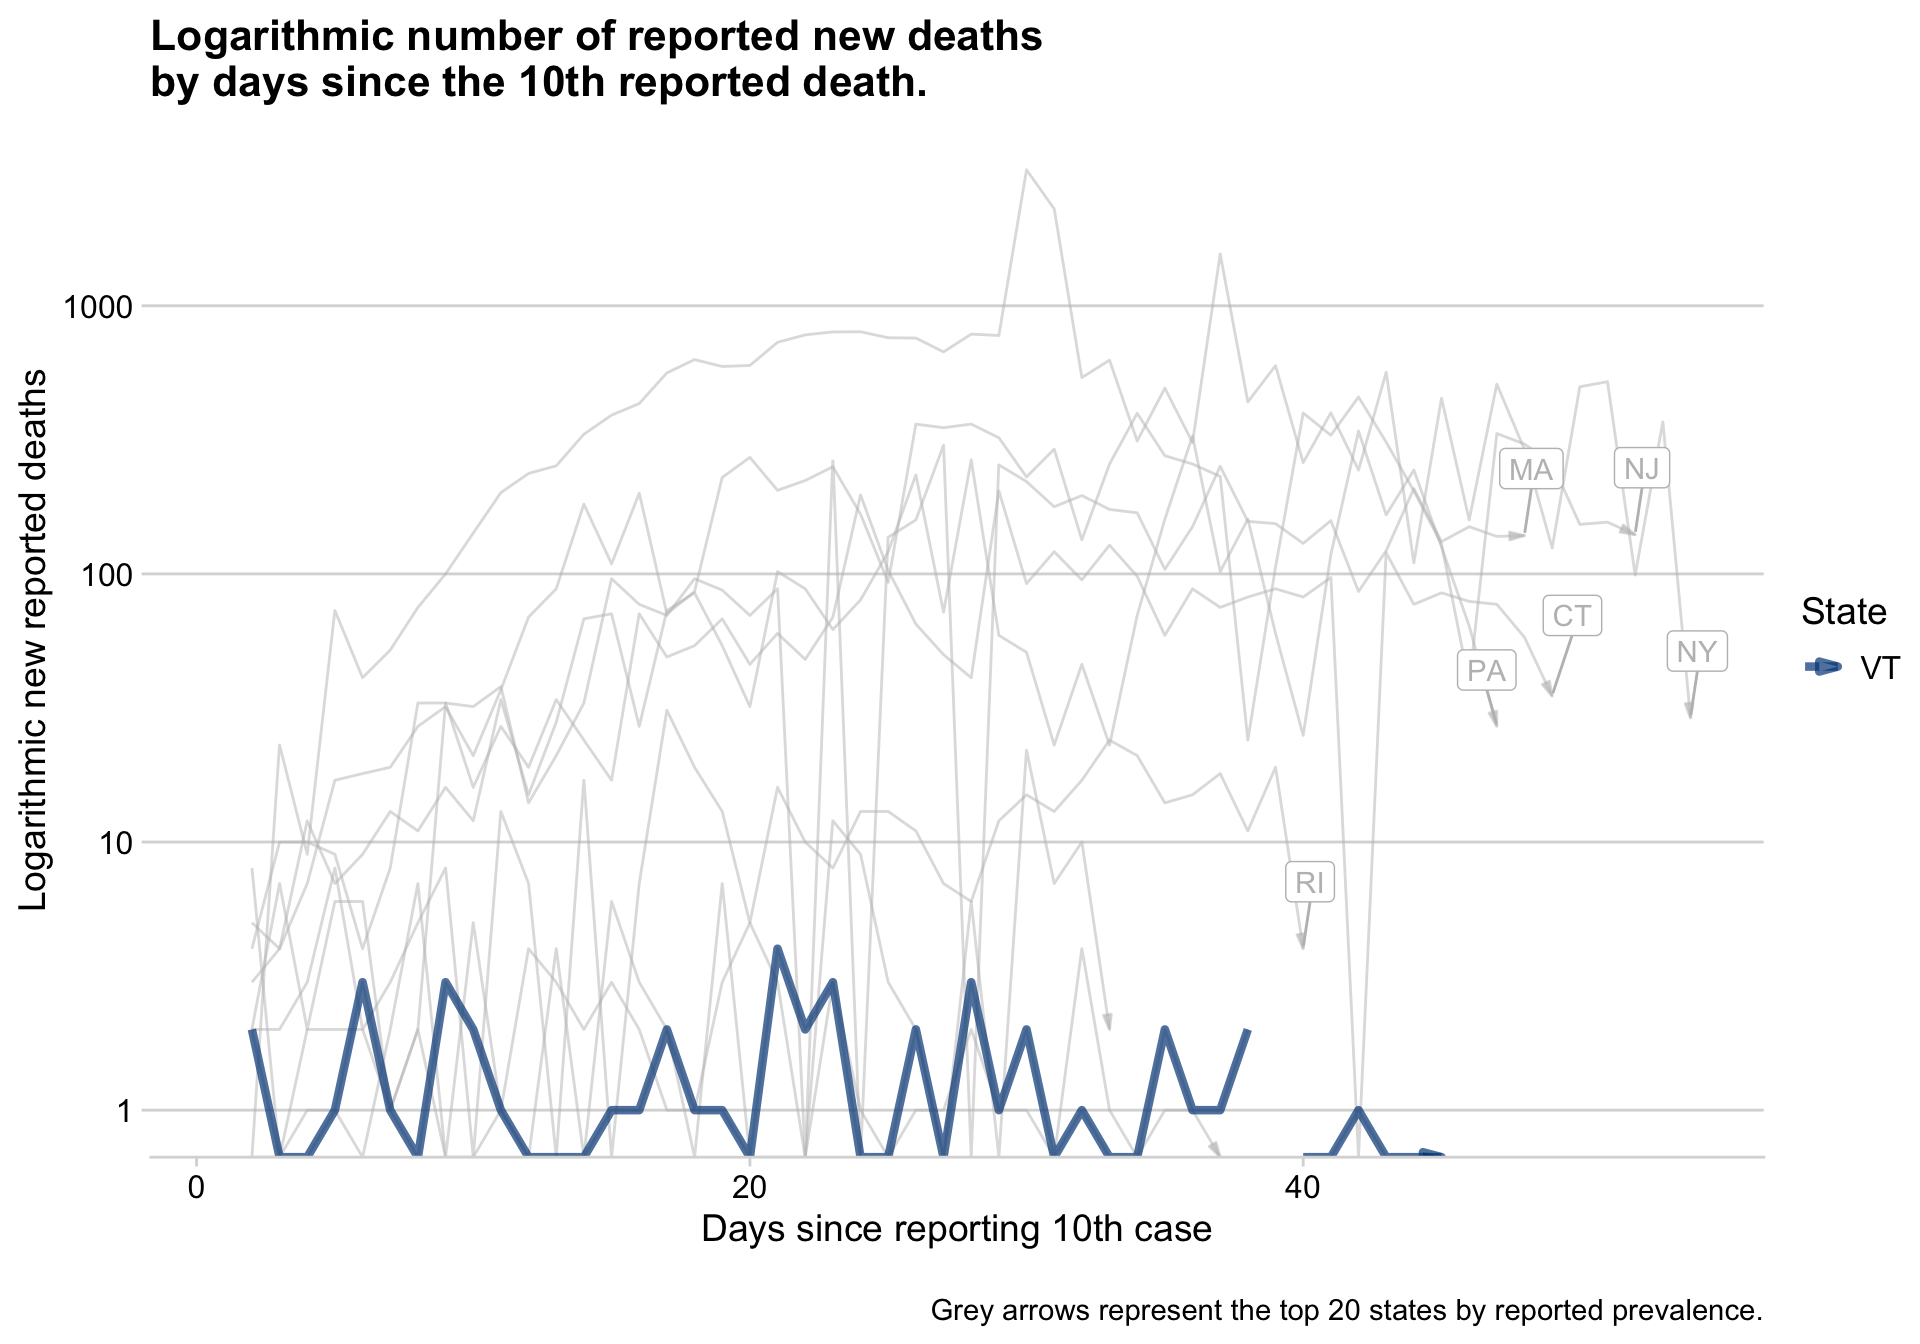 Logarithmic number of reported new deaths
by days since the 10th reported death.
Logarithmic new reported deaths
1000
100
10
1
MA
NJ
CT
NY
PA
RI
State
VT
0
20
40
Days since reporting 10th case
Grey arrows represent the top 20 states by reported prevalence.